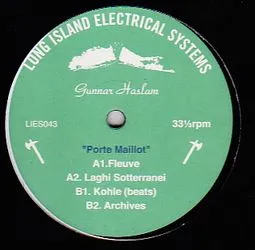 LONG ISLAND ELECTRICAL SYSTEMS
Gunnar Haslam
LIES043
33⅓rpm
"Porte Maillot"
A1.Fleuve
A2. Laghi Sotterranei
B1. Kohle (beats)
B2. Archives